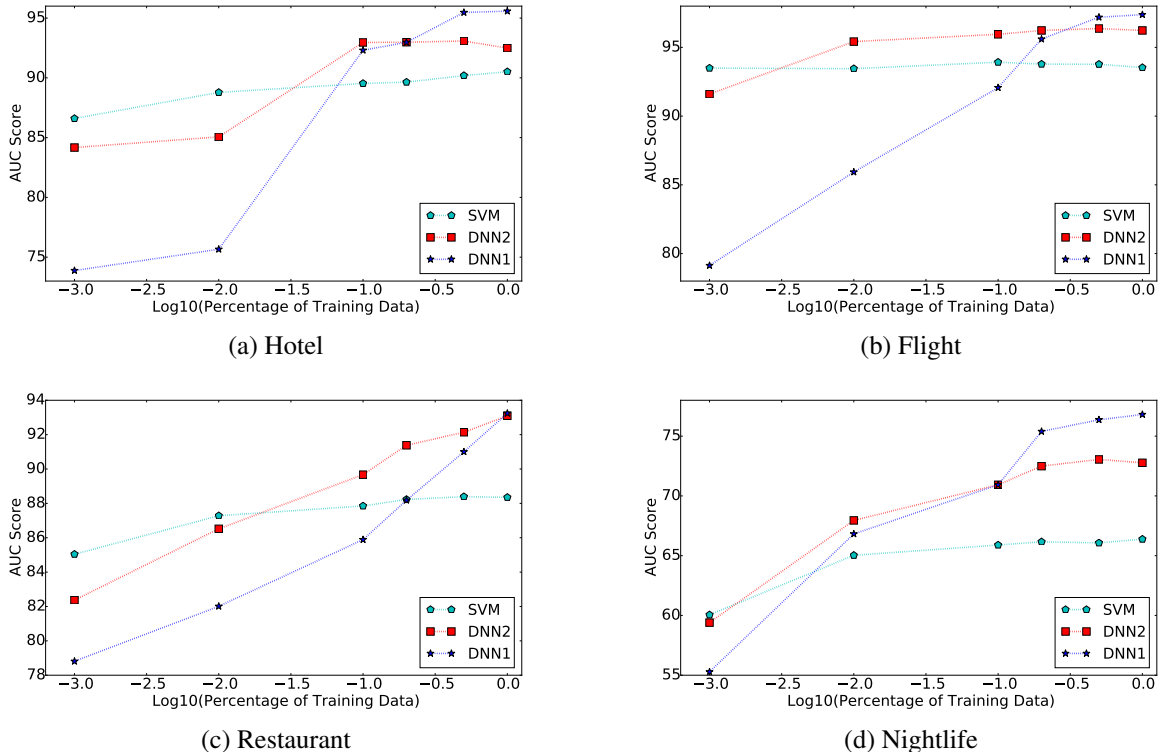 95
90
85
80
75
AUC Score
SVM
DNN2
DNN1
−3.0 −2.5 −2.0 −1.5 −1.0 −0.5 0.0
Log10(Percentage of Training Data)
(a) Hotel
95
90
85
80
AUC Score
SVM
DNN2
DNN1
−3.0 −2.5 −2.0 −1.5 −1.0 −0.5 0.0
Log10(Percentage of Training Data)
(b) Flight
94
92
90
88
86
84
82
80
78
AUC Score
SVM
DNN2
DNN1
−3.0 −2.5 −2.0 −1.5 −1.0 −0.5 0.0
Log10(Percentage of Training Data)
(c) Restaurant
75
70
65
60
55
AUC Score
SVM
DNN2
DNN1
−3.0 −2.5 −2.0 −1.5 −1.0 −0.5 0.0
Log10(Percentage of Training Data)
(d) Nightlife